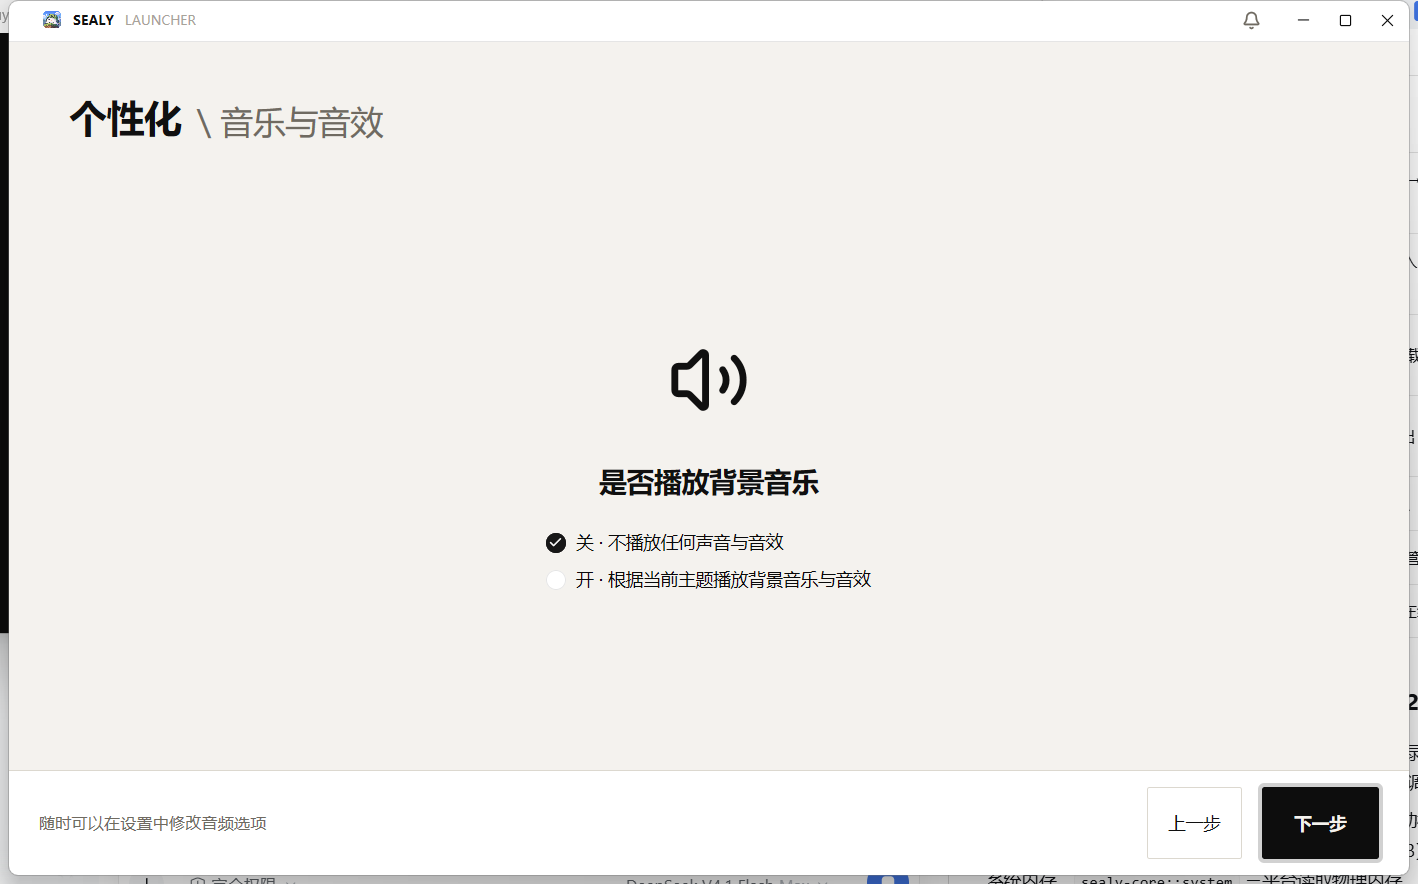 SEALY LAUNCHER
个性化 \ 音乐与音效
是否播放背景音乐
关 · 不播放任何声音与音效
开 · 根据当前主题播放背景音乐与音效
随时可以在设置中修改音频选项
上一步
下一步